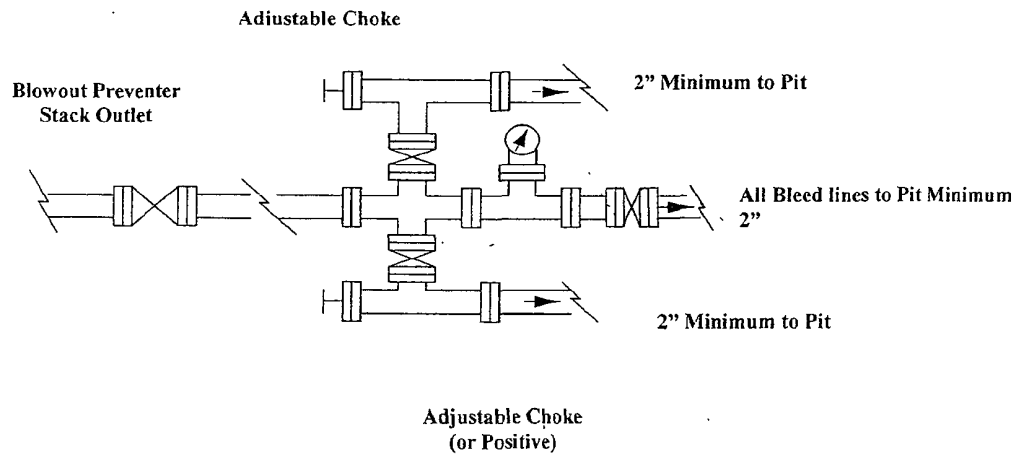 Adjustable Choke
Blowout Preventer
Stack Outlet
2” Minimum to Pit
All Bleed lines to Pit Minimum
2”
2” Minimum to Pit
Adjustable Choke
(or Positive)